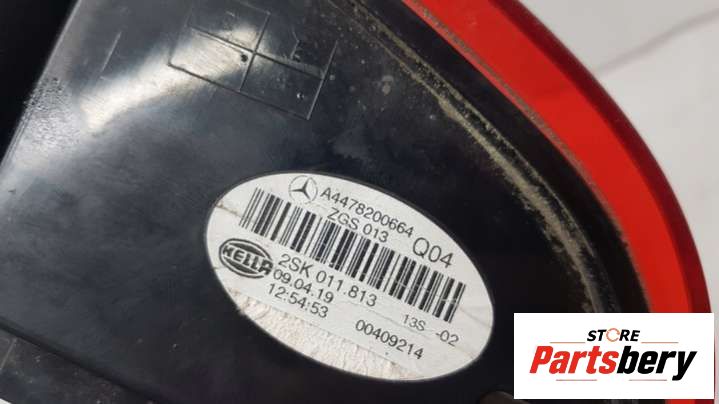 A4478200664
ZGS 013
Q04
HELLA
2SK 011.813
13S -02
09.04.19
12:54:53
00409214
STORE
Partsbery